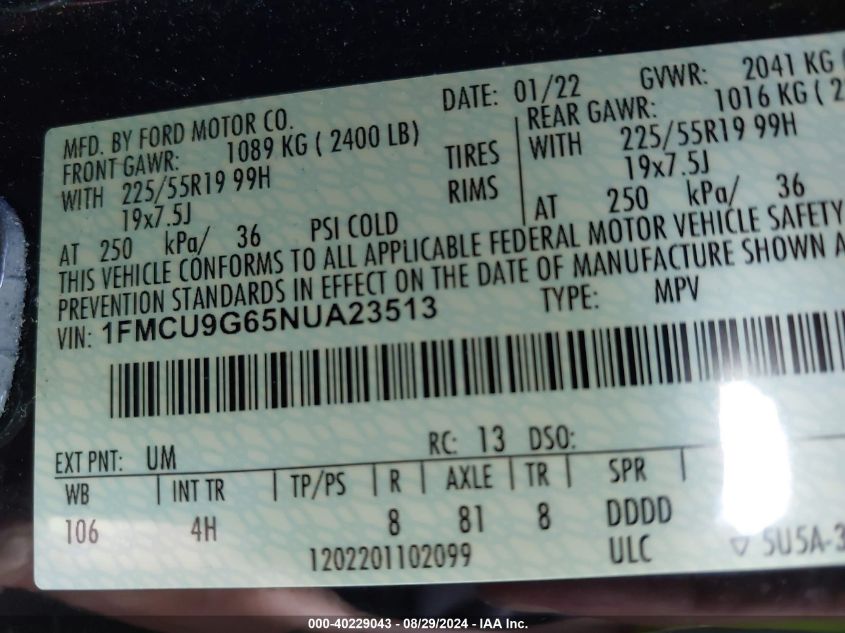 MFD. BY FORD MOTOR CO. DATE: 01/22 GVWR: 2041 KG (
FRONT GAWR: 1089 KG ( 2400 LB) REAR GAWR: 1016 KG ( 2
WITH 225/55R19 99H TIRES WITH 225/55R19 99H
19x7.5J RIMS 19x7.5J
AT 250 kPa/ 36 PSI COLD AT 250 kPa/ 36
THIS VEHICLE CONFORMS TO ALL APPLICABLE FEDERAL MOTOR VEHICLE SAFETY
PREVENTION STANDARDS IN EFFECT ON THE DATE OF MANUFACTURE SHOWN A
VIN: 1FMCU9G65NUA23513 TYPE: MPV
EXT PNT: UM RC: 13 DSO:
WB INT TR TP/PS R AXLE TR SPR
106 4H 8 81 8 DDDD
1202201102099 ULC 5U5A-3
000-40229043 - 08/29/2024 - IAA Inc.